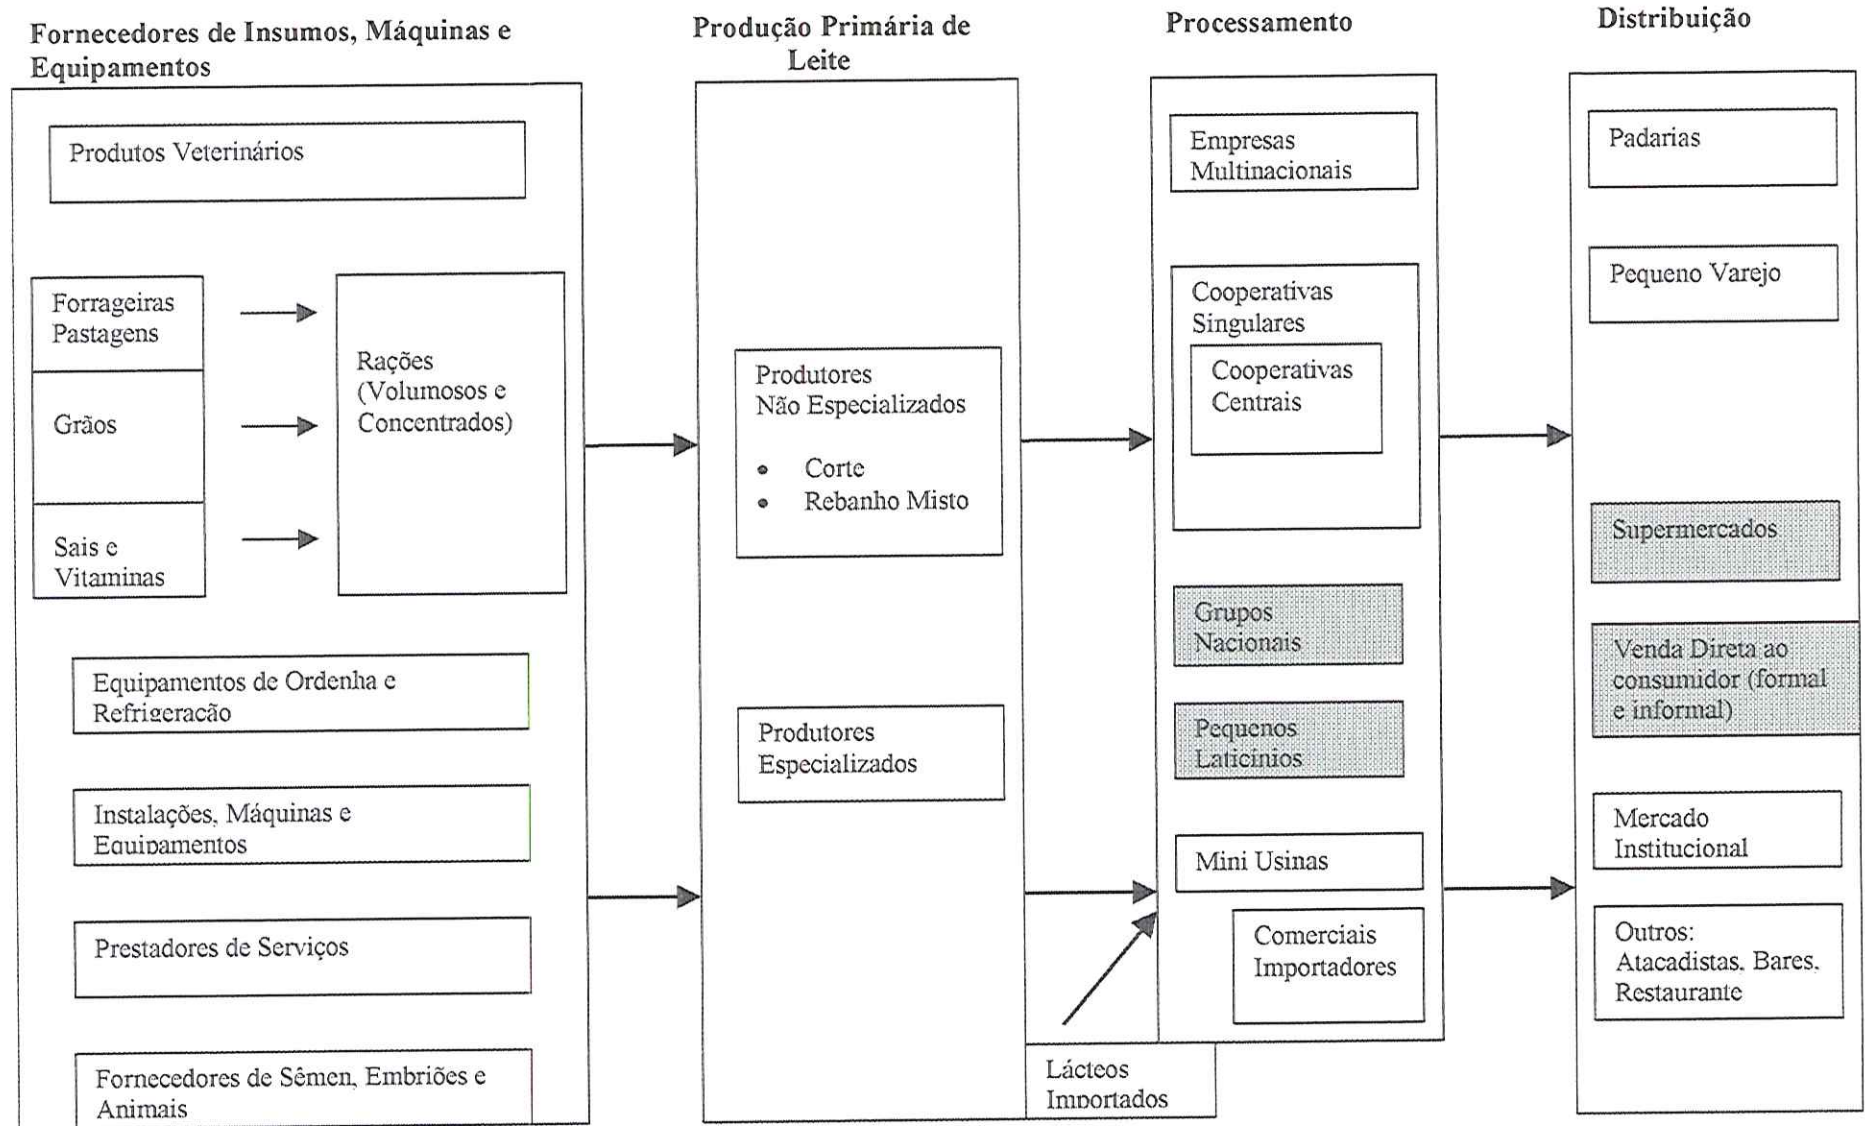 Fornecedores de Insumos, Máquinas e
Equipamentos
Produtos Veterinários
Forrageiras
Pastagens
Grãos
Sais e
Vitaminas
Rações
(Volumosos e
Concentrados)
Equipamentos de Ordenha e
Refrigeração
Instalações, Máquinas e
Equipamentos
Prestadores de Serviços
Fornecedores de Sêmen, Embriões e
Animais
Produção Primária de
Leite
Produtores
Não Especializados
• Corte
• Rebanho Misto
Produtores
Especializados
Processamento
Empresas
Multinacionais
Cooperativas
Singulares
Cooperativas
Centrais
Grupos
Nacionais
Pequenos
Laticínios
Mini Usinas
Comerciais
Importadores
Lácteos
Importados
Distribuição
Padarias
Pequeno Varejo
Supermercados
Venda Direta ao
consumidor (formal
e informal)
Mercado
Institucional
Outros:
Atacadistas, Bares,
Restaurante